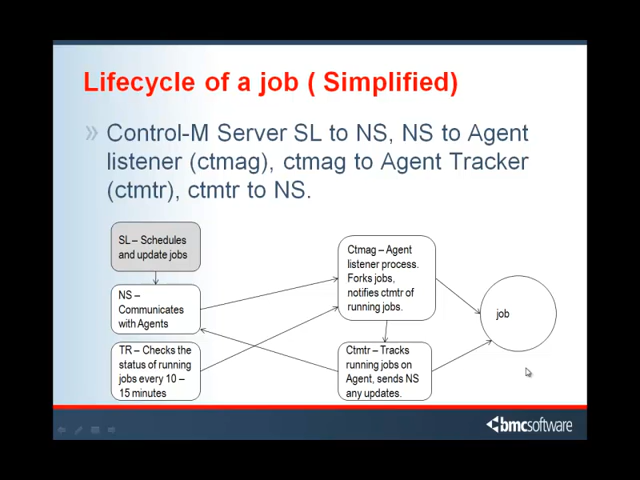 Lifecycle of a job ( Simplified)
» Control-M Server SL to NS, NS to Agent
listener (ctmag), ctmag to Agent Tracker
(ctmtr), ctmtr to NS.
SL – Schedules
and update jobs
NS –
Communicates
with Agents
TR – Checks the
status of running
jobs every 10 –
15 minutes
Ctmag – Agent
listener process.
Forks jobs,
notifies ctmtr of
running jobs.
Ctmtr – Tracks
running jobs on
Agent, sends NS
any updates.
job
bmcsoftware